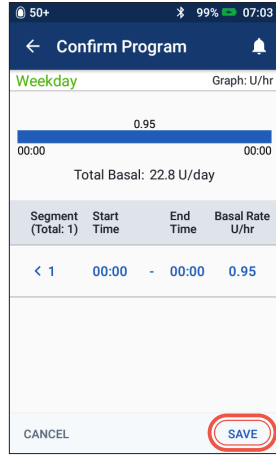 50+ 99% 07:03
← Confirm Program
Weekday Graph: U/hr
0.95
00:00 00:00
Total Basal: 22.8 U/day
Segment Start End Basal Rate
(Total: 1) Time Time U/hr
< 1 00:00 - 00:00 0.95
CANCEL SAVE